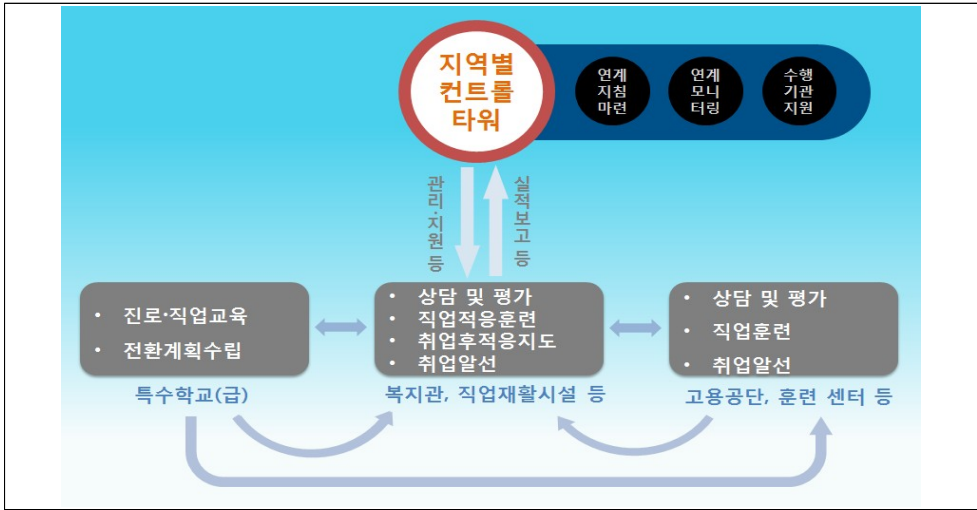 지역별
컨트롤
타워
연계
지침
마련
연계
모니
터링
수행
기관
지원
관리·지원 등
실적보고 등
• 진로·직업교육
• 전환계획수립
특수학교(급)
• 상담 및 평가
• 직업적응훈련
• 취업후적응지도
• 취업알선
복지관, 직업재활시설 등
• 상담 및 평가
• 직업훈련
• 취업알선
고용공단, 훈련 센터 등